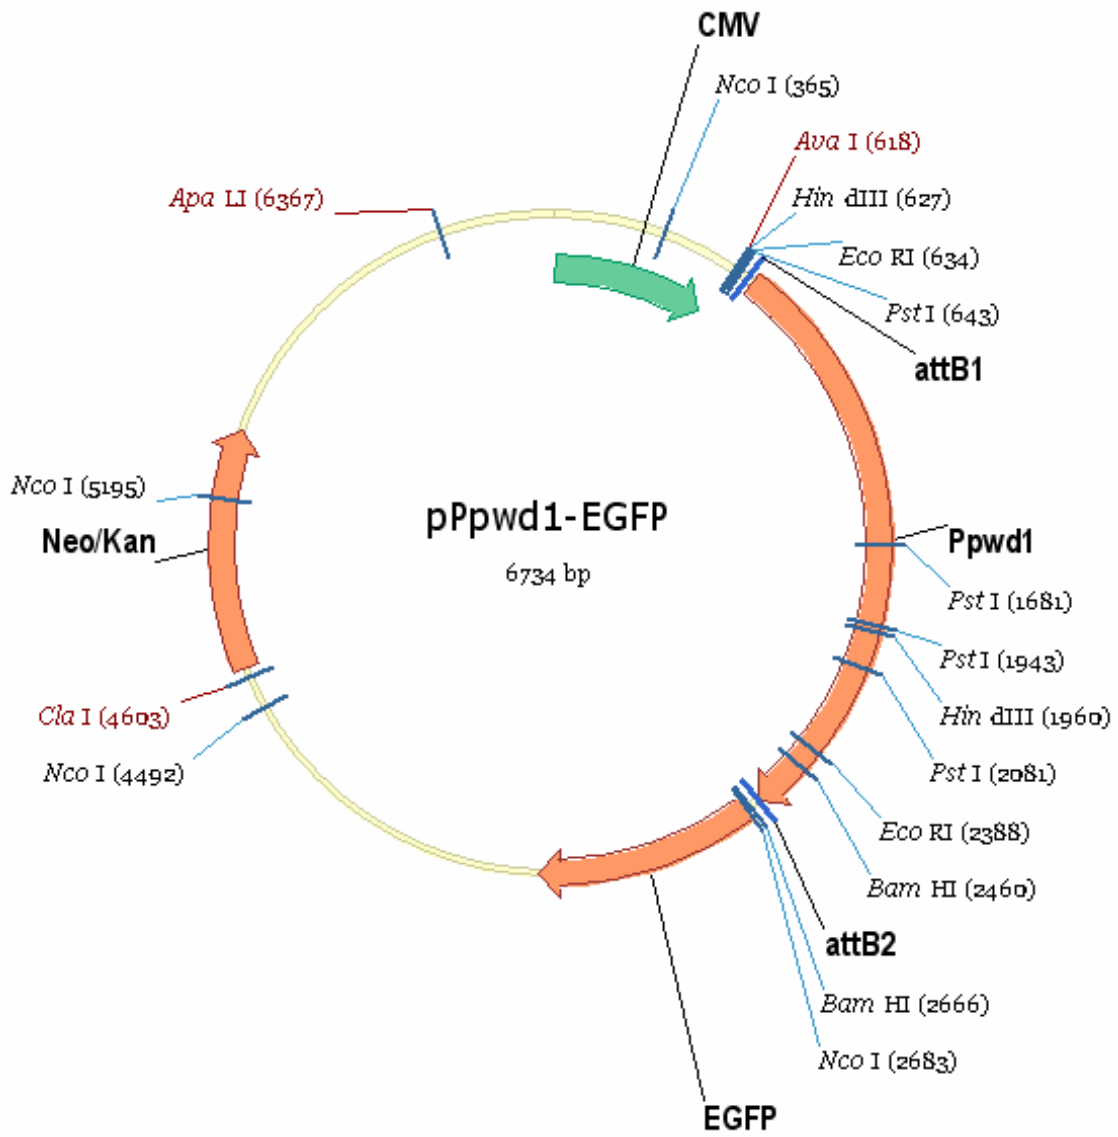 CMV
Nco I (365)
Ava I (618)
Apa LI (6367)
Hin dIII (627)
Eco RI (634)
Pst I (643)
attB1
Nco I (5195)
pPpwd1-EGFP
Neo/Kan
Ppwd1
6734 bp
Pst I (1681)
Pst I (1943)
Cla I (4603)
Hin dIII (1960)
Nco I (4492)
Pst I (2081)
Eco RI (2388)
Bam HI (2460)
attB2
Bam HI (2666)
Nco I (2683)
EGFP